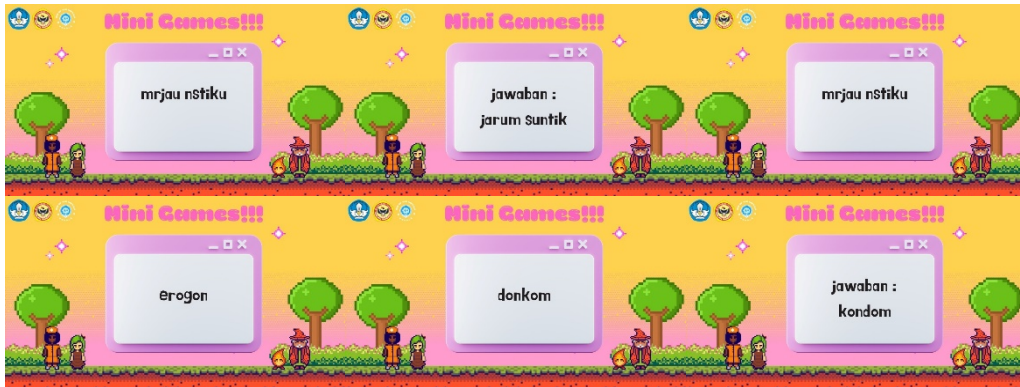 Mini Games!!!
mrjau nstiku
Mini Games!!!
jawaban :
jarum suntik
Mini Games!!!
mrjau nstiku
Mini Games!!!
erogon
Mini Games!!!
donkom
Mini Games!!!
jawaban :
kondom